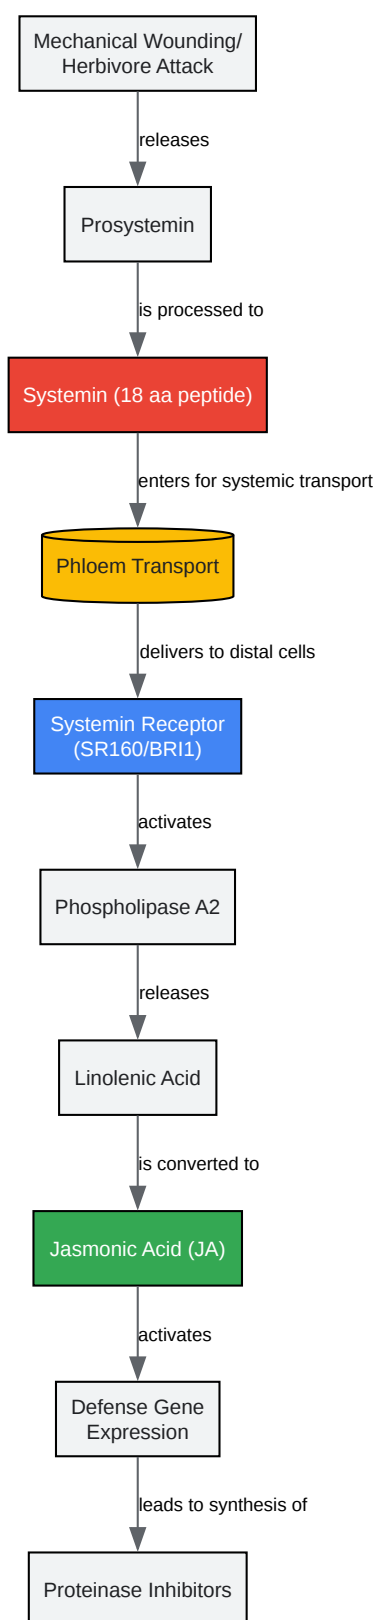 Mechanical Wounding/
Herbivore Attack
releases
Prosystemin
is processed to
Systemin (18 aa peptide)
enters for systemic transport
Phloem Transport
delivers to distal cells
Systemin Receptor
(SR160/BRI1)
activates
Phospholipase A2
releases
Linolenic Acid
is converted to
Jasmonic Acid (JA)
activates
Defense Gene
Expression
leads to synthesis of
Proteinase Inhibitors